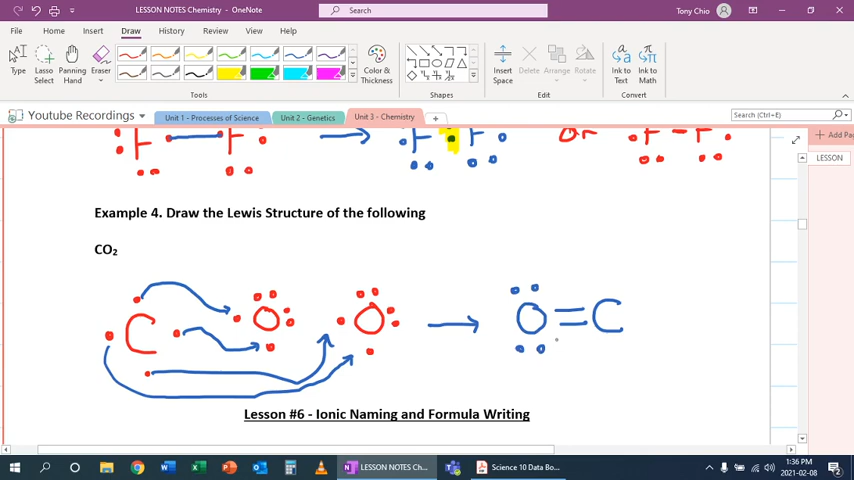 LESSON NOTES Chemistry - OneNote
Search
Tony Chio
File Home Insert Draw History Review View Help
Type
Lasso Select
Panning Hand
Eraser
Color & Thickness
Insert Space
Delete
Arrange
Rotate
Ink to Text
Ink to Math
Tools
Shapes
Edit
Convert
Youtube Recordings
Unit 1 - Processes of Science
Unit 2 - Genetics
Unit 3 - Chemistry
Search (Ctrl+E)
Add Pag
LESSON
F F F F or F - F
Example 4. Draw the Lewis Structure of the following
CO₂
C O O → O = C
Lesson #6 - Ionic Naming and Formula Writing
LESSON NOTES Ch...
Science 10 Data Bo...
1:36 PM
2021-02-08
2